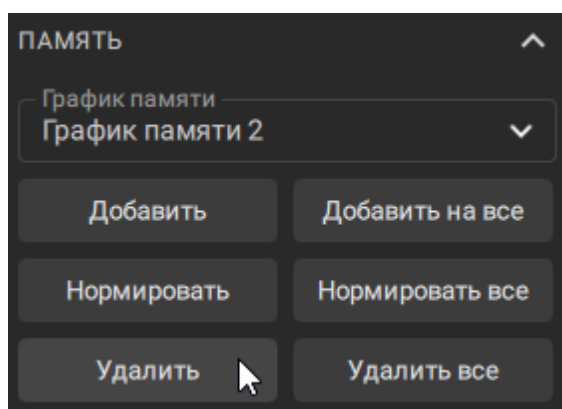 ПАМЯТЬ
График памяти
График памяти 2
Добавить
Добавить на все
Нормировать
Нормировать все
Удалить
Удалить все